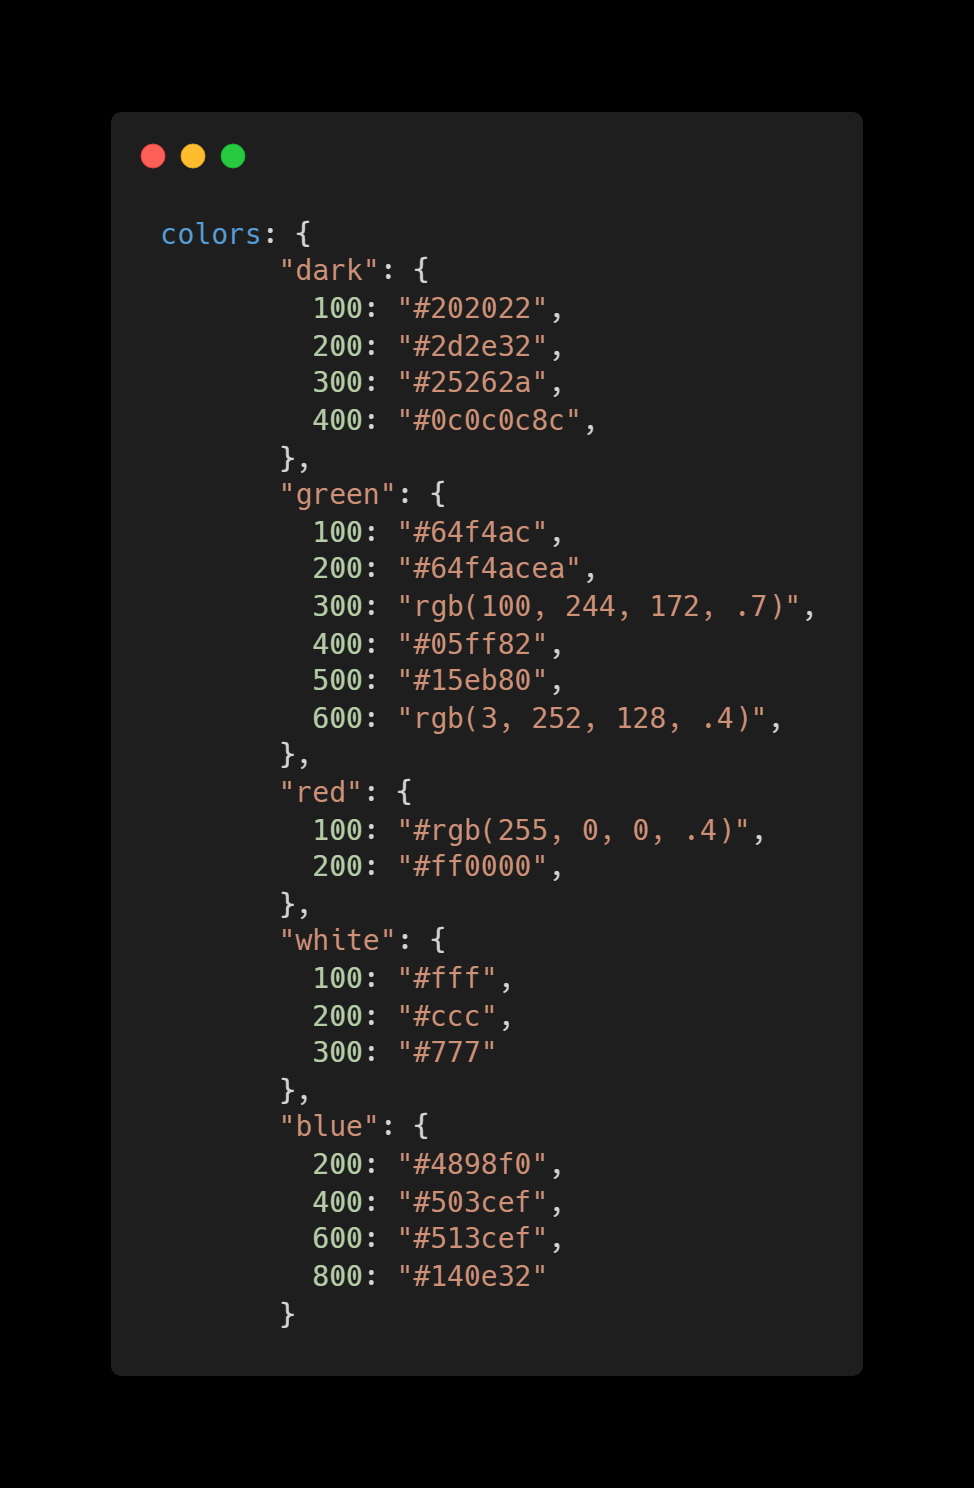 colors: {
"dark": {
100: "#202022",
200: "#2d2e32",
300: "#25262a",
400: "#0c0c0c8c",
},
"green": {
100: "#64f4ac",
200: "#64f4acea",
300: "rgb(100, 244, 172, .7)",
400: "#05ff82",
500: "#15eb80",
600: "rgb(3, 252, 128, .4)",
},
"red": {
100: "#rgb(255, 0, 0, .4)",
200: "#ff0000",
},
"white": {
100: "#fff",
200: "#ccc",
300: "#777"
},
"blue": {
200: "#4898f0",
400: "#503cef",
600: "#513cef",
800: "#140e32"
}